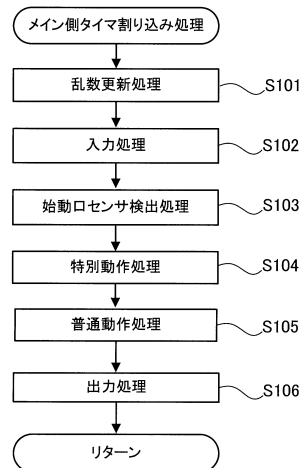 メイン側タイマ割り込み処理
乱数更新処理
S101
入力処理
S102
始動口センサ検出処理
S103
特別動作処理
S104
普通動作処理
S105
出力処理
S106
リターン